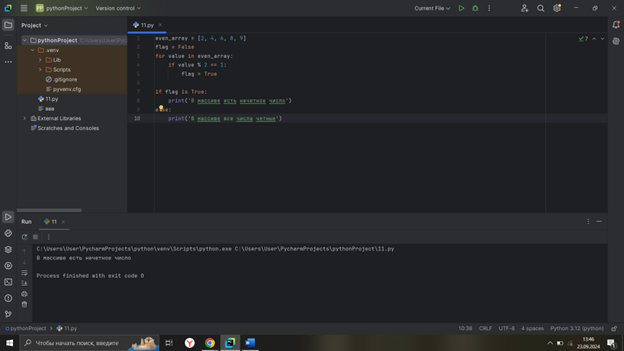 pythonProject
Version control
Current File
Project
11.py
pythonProject
.venv
Lib
Scripts
.gitignore
pyvenv.cfg
11.py
External Libraries
Scratches and Consoles
7
1 even_array = [2, 4, 6, 8, 9]
2 flag = False
3 for value in even_array:
4 if value % 2 == 1:
5 flag = True
6
7 if flag is True:
8 print('В массиве есть нечетное число')
9 else:
10 print('В массиве все числа четные')
Run
11
C:\Users\User\PycharmProjects\python\venv\Scripts\python.exe C:\Users\User\PycharmProjects\pythonProject\11.py
В массиве есть нечетное число
Process finished with exit code 0
pythonProject
11.py
10:38
CRLF
UTF-8
4 spaces
Python 3.12 (python)
Чтобы начать поиск, введите
13:46
23.09.2024